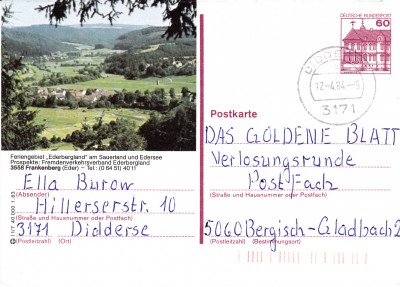 DEUTSCHE BUNDESPOST
60
DIDDERSE
12-4.84-
3171
Feriengebiet „Ederbergland" am Sauerland und Edersee
Prospekte: Fremdenverkehrsverband Ederbergland
3558 Frankenberg (Eder) – Tel.: (0 64 51) 40 11
Ella Burow
(Absender)
Hillerserstr. 10
(Straße und Hausnummer oder Postfach)
3171 Didderse
(Postleitzahl) (Ort)
Postkarte
DAS GOLDENE BLATT
Verlosungsrunde
Post Fach
(Straße und Hausnummer oder Postfach)
5060 Bergisch-Gladbach 2
(Postleitzahl) (Bestimmungsort)